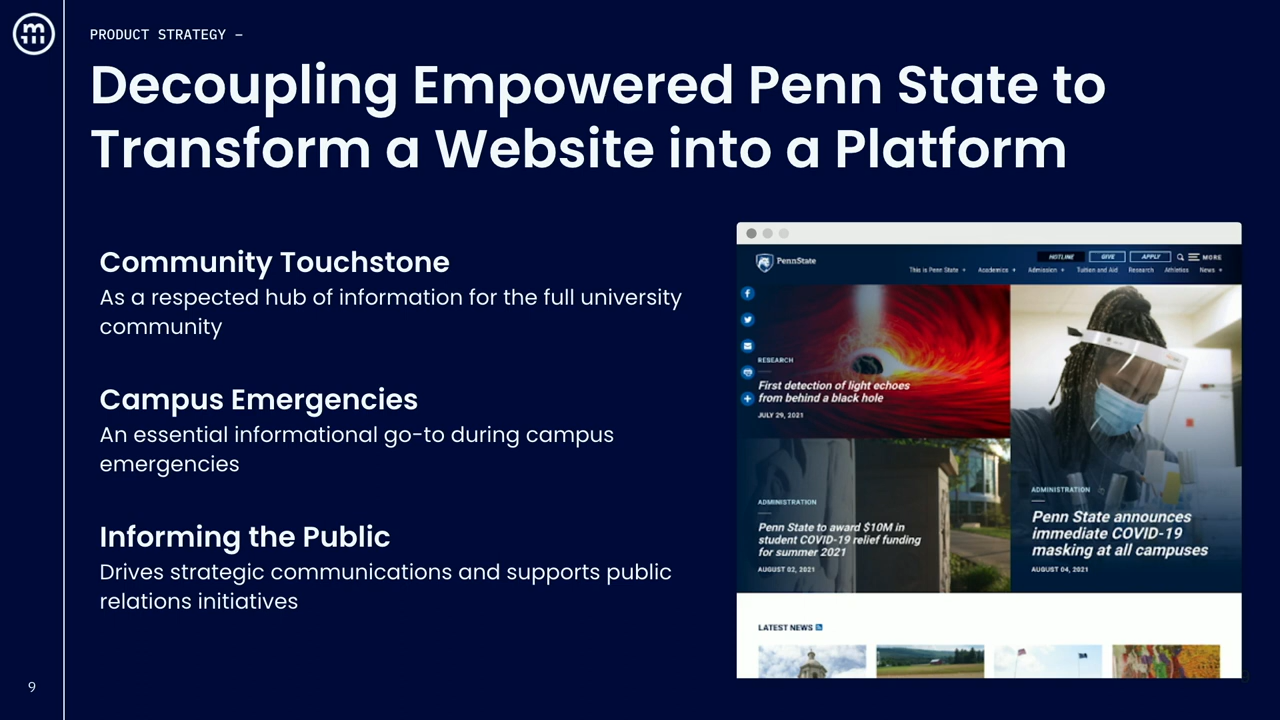 PRODUCT STRATEGY –
Decoupling Empowered Penn State to
Transform a Website into a Platform
Community Touchstone
As a respected hub of information for the full university
community
Campus Emergencies
An essential informational go-to during campus
emergencies
Informing the Public
Drives strategic communications and supports public
relations initiatives
9
PennState
HOTLINE GIVE APPLY MORE
This is Penn State + Academics + Admission + Tuition and Aid Research Athletics News +
RESEARCH
First detection of light echoes
from behind a black hole
JULY 29, 2021
ADMINISTRATION
Penn State to award $10M in
student COVID-19 relief funding
for summer 2021
AUGUST 02, 2021
ADMINISTRATION
Penn State announces
immediate COVID-19
masking at all campuses
AUGUST 04, 2021
LATEST NEWS